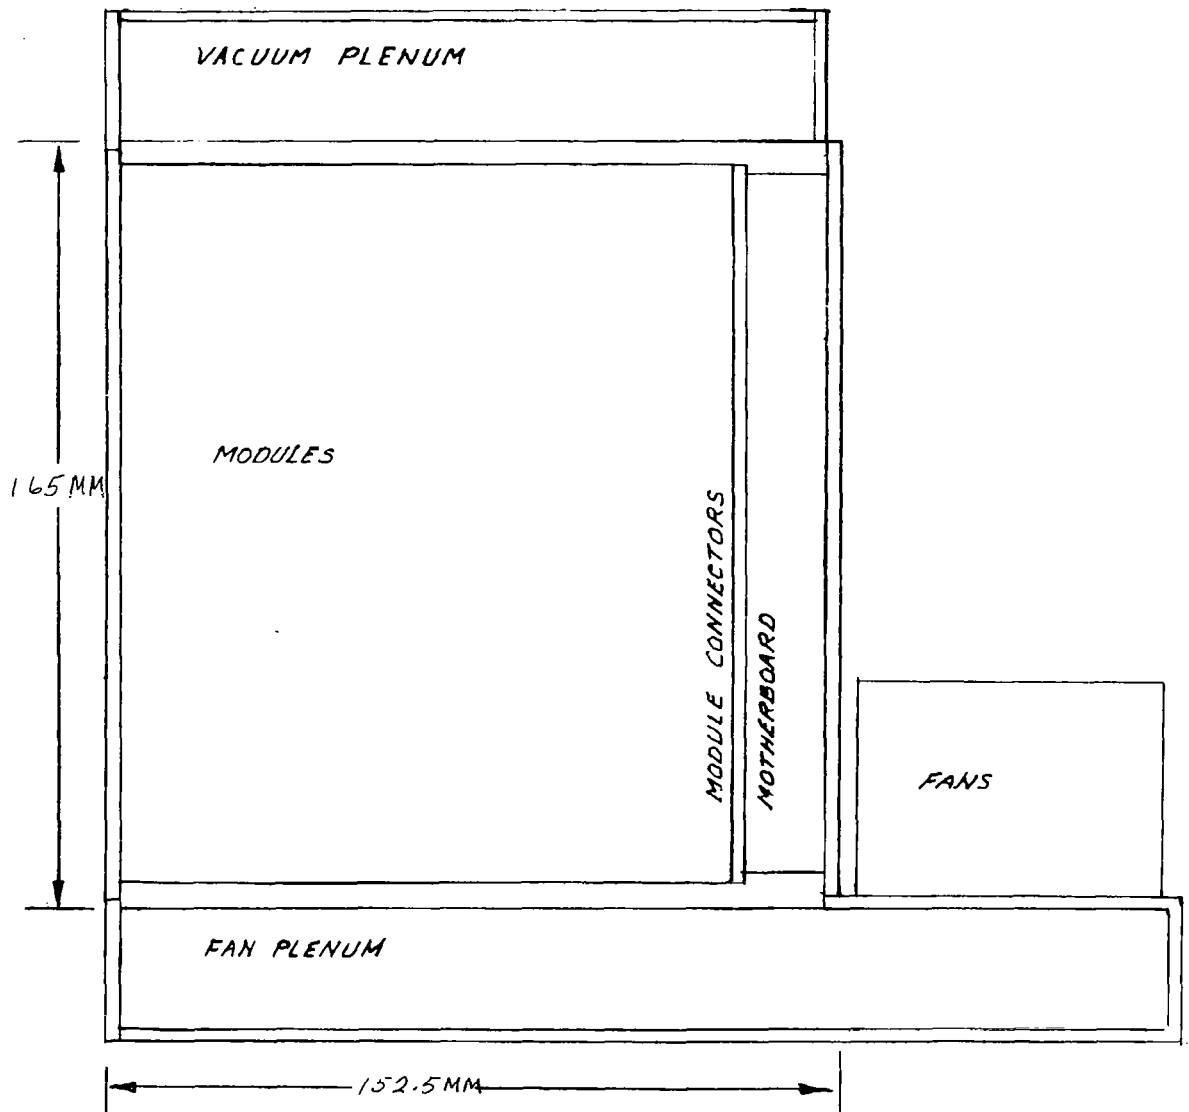 VACUUM PLENUM
MODULES
165MM
MODULE CONNECTORS
MOTHERBOARD
FANS
FAN PLENUM
152.5MM